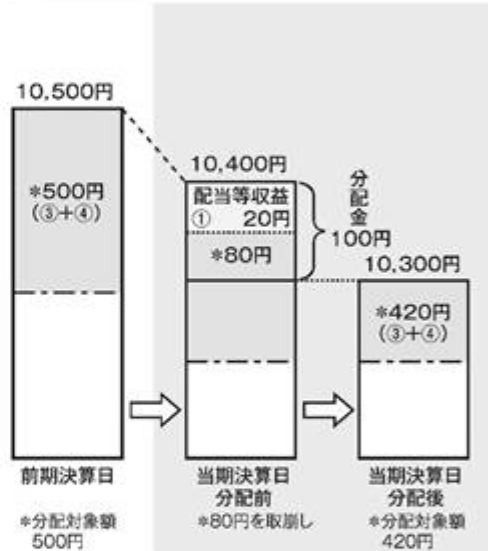 10,500円
*500円
(③+④)
10,400円
配当等収益
① 20円
*80円
分配金
100円
10,300円
*420円
(③+④)
前期決算日
*分配対象額
500円
当期決算日
分配前
*80円を取崩し
当期決算日
分配後
*分配対象額
420円